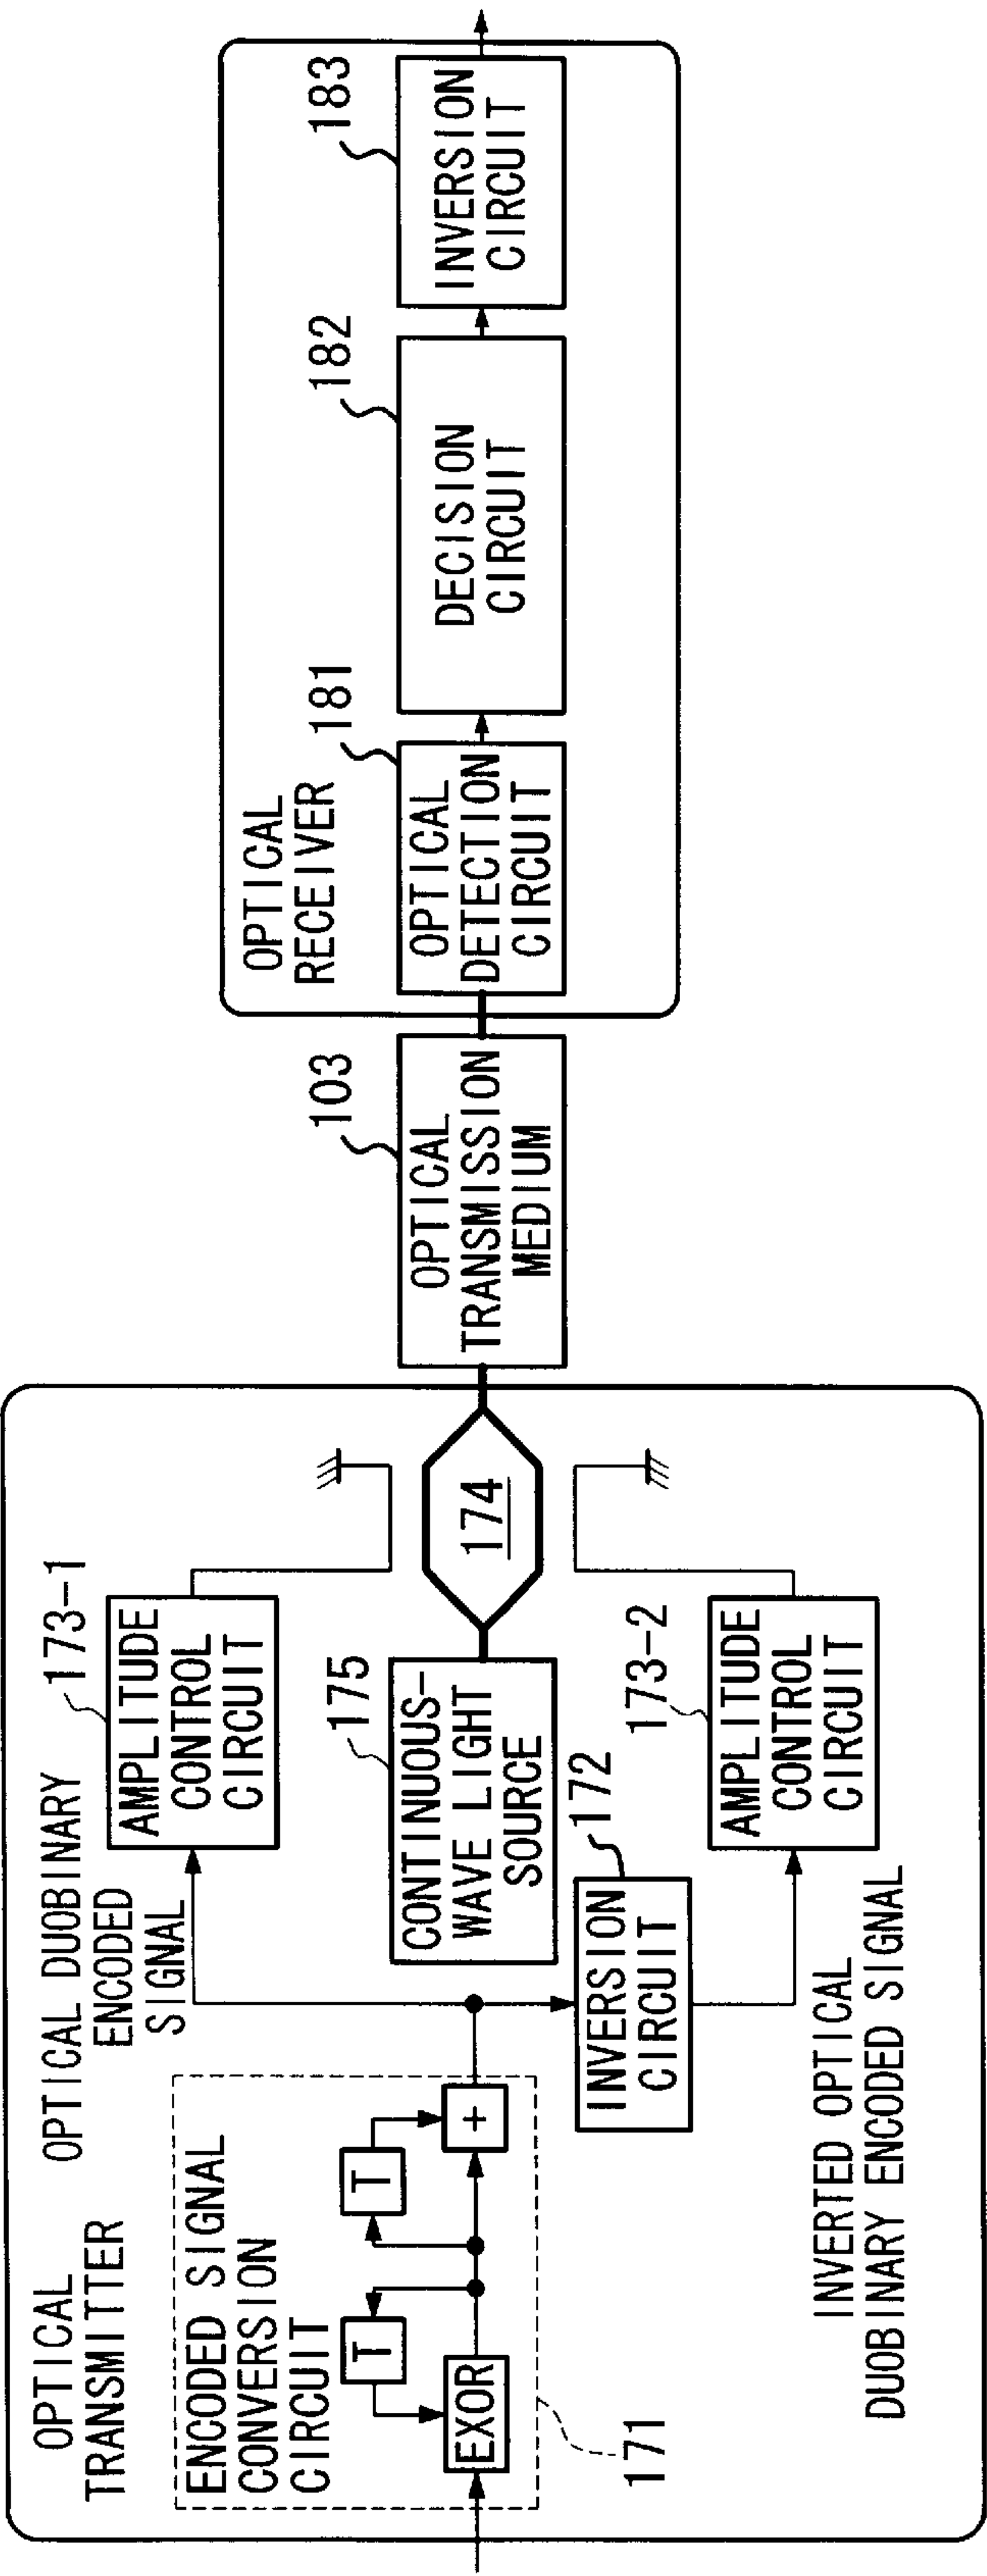 OPTICAL
TRANSMITTER
OPTICAL DUOBINARY
ENCODED
SIGNAL
173-1
AMPLITUDE
CONTROL
CIRCUIT
ENCODED SIGNAL
CONVERSION
CIRCUIT
T
T
EXOR
+
171
175
CONTINUOUS-
WAVE LIGHT
SOURCE
174
172
INVERSION
CIRCUIT
173-2
AMPLITUDE
CONTROL
CIRCUIT
INVERTED OPTICAL
DUOBINARY ENCODED SIGNAL
103
OPTICAL
TRANSMISSION
MEDIUM
OPTICAL
RECEIVER
181
OPTICAL
DETECTION
CIRCUIT
182
DECISION
CIRCUIT
183
INVERSION
CIRCUIT